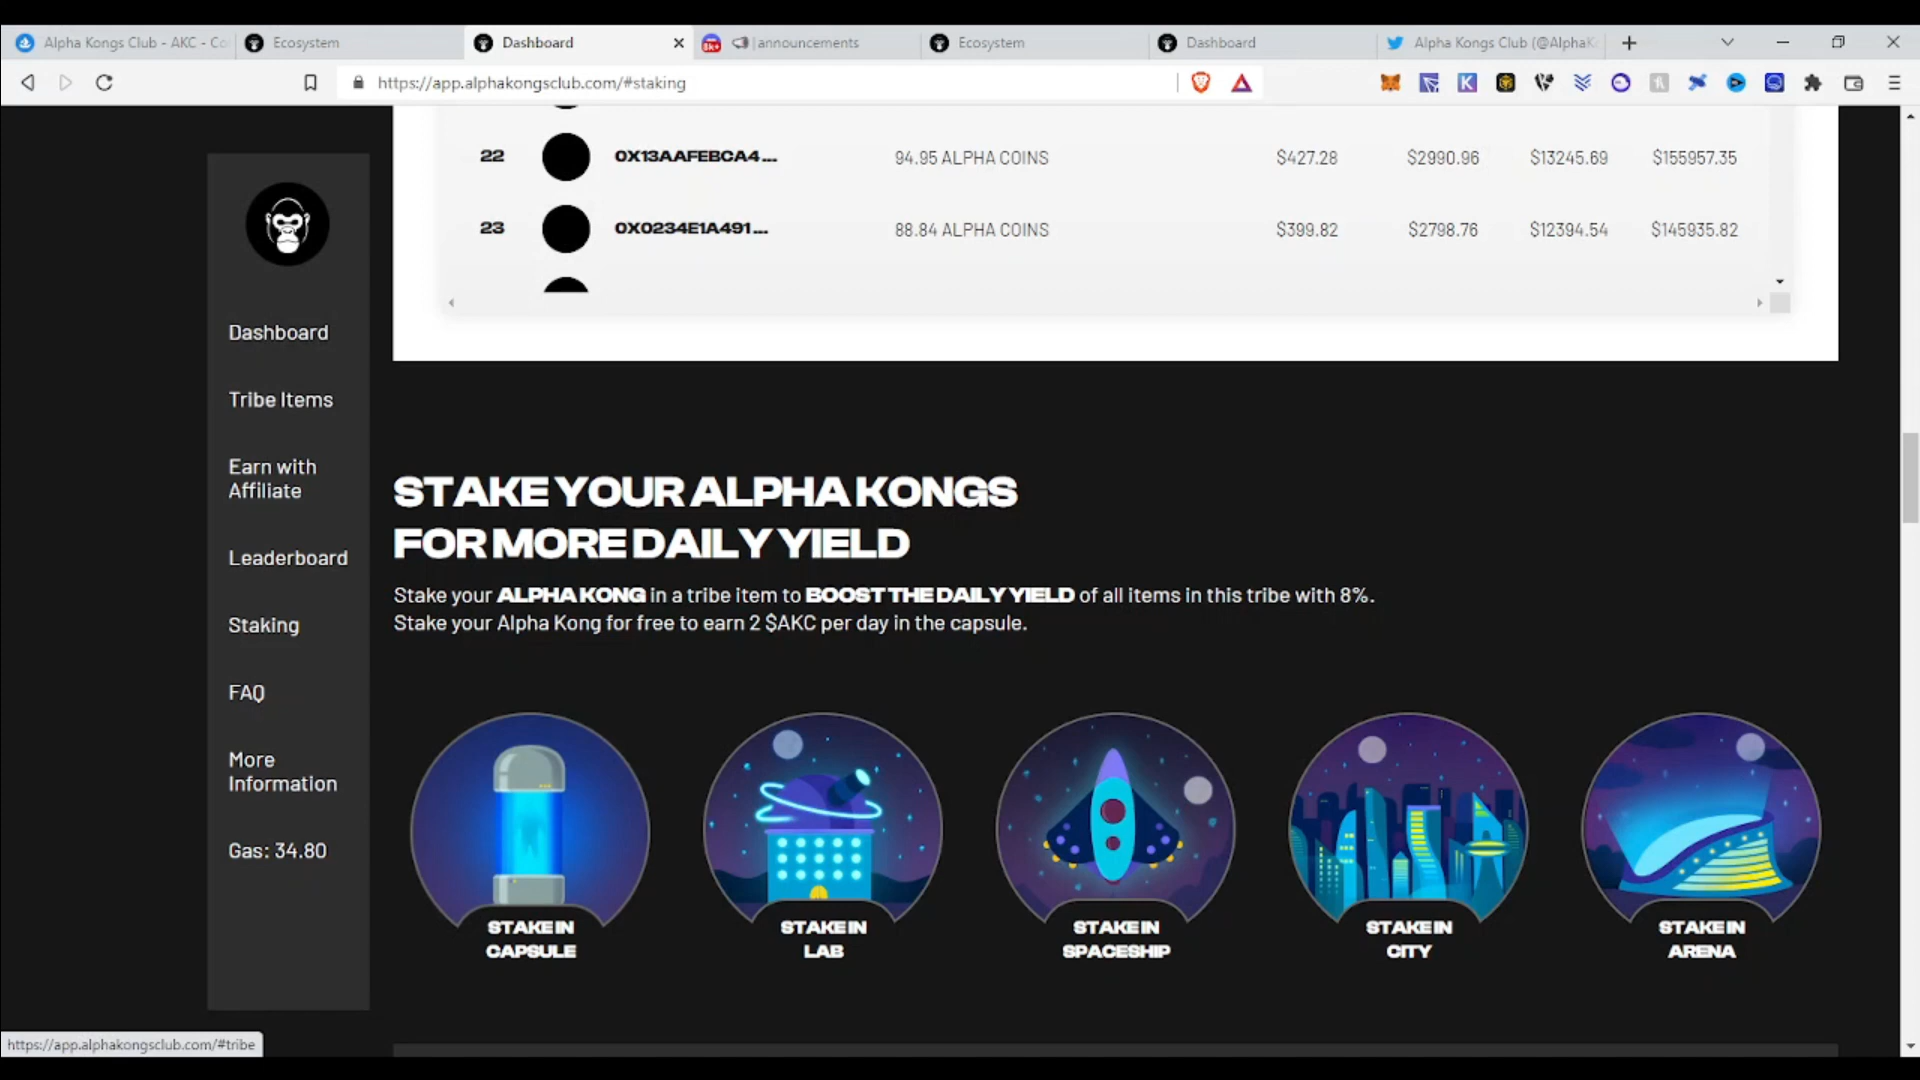 Alpha Kongs Club - AKC - Co
Ecosystem
Dashboard
announcements
Ecosystem
Dashboard
Alpha Kongs Club (@AlphaK
https://app.alphakongsclub.com/#staking
22 0X13AAFEBCA4... 94.95 ALPHA COINS $427.28 $2990.96 $13245.69 $155957.35
23 0X0234E1A491... 88.84 ALPHA COINS $399.82 $2798.76 $12394.54 $145935.82
Dashboard
Tribe Items
Earn with
Affiliate
Leaderboard
Staking
FAQ
More
Information
Gas: 34.80
STAKE YOUR ALPHA KONGS
FOR MORE DAILY YIELD
Stake your ALPHA KONG in a tribe item to BOOST THE DAILY YIELD of all items in this tribe with 8%.
Stake your Alpha Kong for free to earn 2 $AKC per day in the capsule.
STAKE IN
CAPSULE
STAKE IN
LAB
STAKE IN
SPACESHIP
STAKE IN
CITY
STAKE IN
ARENA
https://app.alphakongsclub.com/#tribe